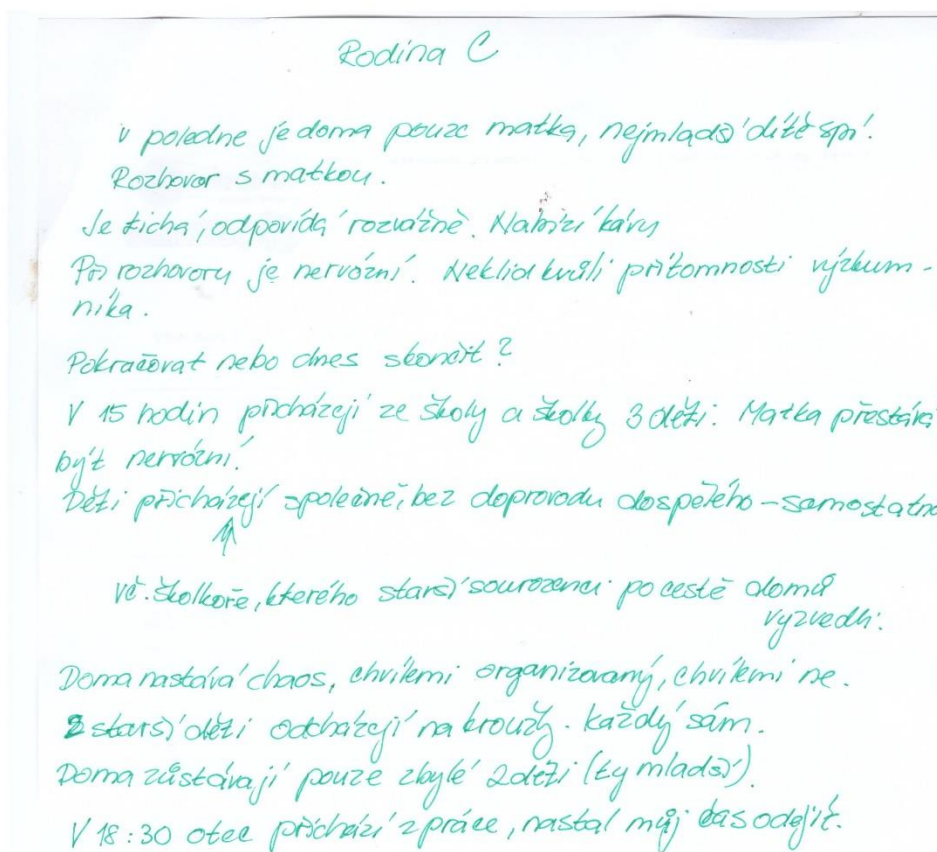 Rodina C
V poledne je doma pouze matka, nejmladší dítě spí.
Rozhovor s matkou.
Je tichá, odpovídá rozvážně. Nabízí kávu
Při rozhovoru je nervózní. Neklid kvůli přítomnosti výzkum-
níka.
Pokračovat nebo dnes skončit?
V 15 hodin přicházejí ze školy a školky 3 děti. Matka přestává
být nervózní.
Děti přicházejí společně, bez doprovodu dospělého – samostatně
↑
vč. školkoře, kterého starší sourozenci po cestě domů
vyzvedli.
Doma nastává chaos, chvílemi organizovaný, chvílemi ne.
2 starší děti odcházejí na kroužky. Každý sám.
Doma zůstávají pouze zbylé 2 děti (ty mladší).
V 18:30 otec přichází z práce, nastal můj čas odejít.